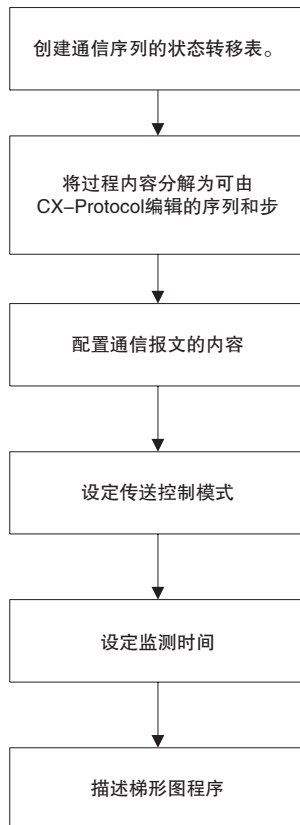 创建通信序列的状态转移表。
将过程内容分解为可由
CX-Protocol编辑的序列和步
配置通信报文的内容
设定传送控制模式
设定监测时间
描述梯形图程序